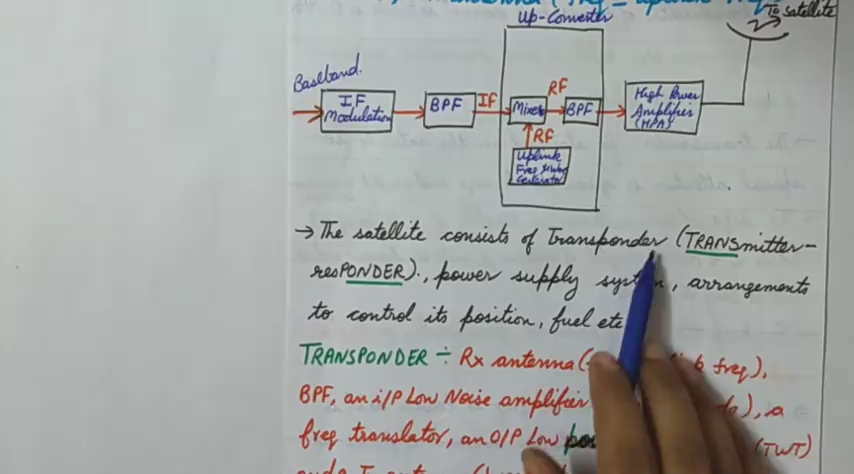 Up-Converter
To satellite
Baseband.
IF Modulation
BPF
IF
Mixer
RF
BPF
High Power Amplifier (HPA)
RF
Uplink
→ The satellite consists of Transponder (TRANSmitter-
resPONDER)., power supply system, arrangements
to control its position, fuel etc
TRANSPONDER ÷ Rx antenna( freq),
BPF, an i/P Low Noise amplifier , a
freq translator, an O/P Low (TWT)